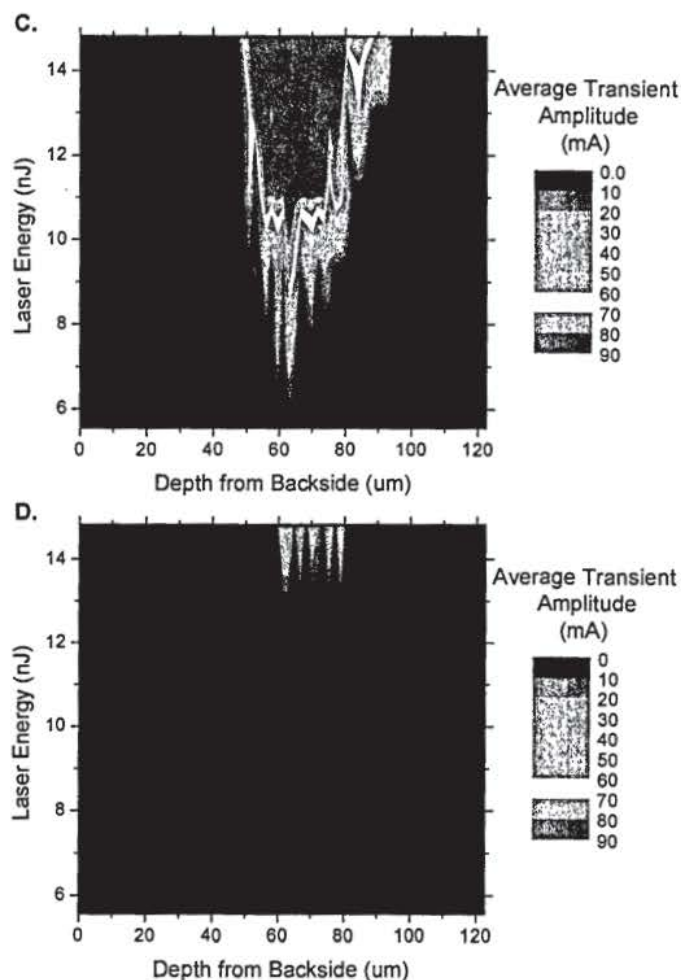 C.
14
12
10
8
6
Laser Energy (nJ)
0 20 40 60 80 100 120
Depth from Backside (um)
Average Transient
Amplitude
(mA)
0.0
10
20
30
40
50
60
70
80
90
D.
14
12
10
8
6
Laser Energy (nJ)
0 20 40 60 80 100 120
Depth from Backside (um)
Average Transient
Amplitude
(mA)
0
10
20
30
40
50
60
70
80
90